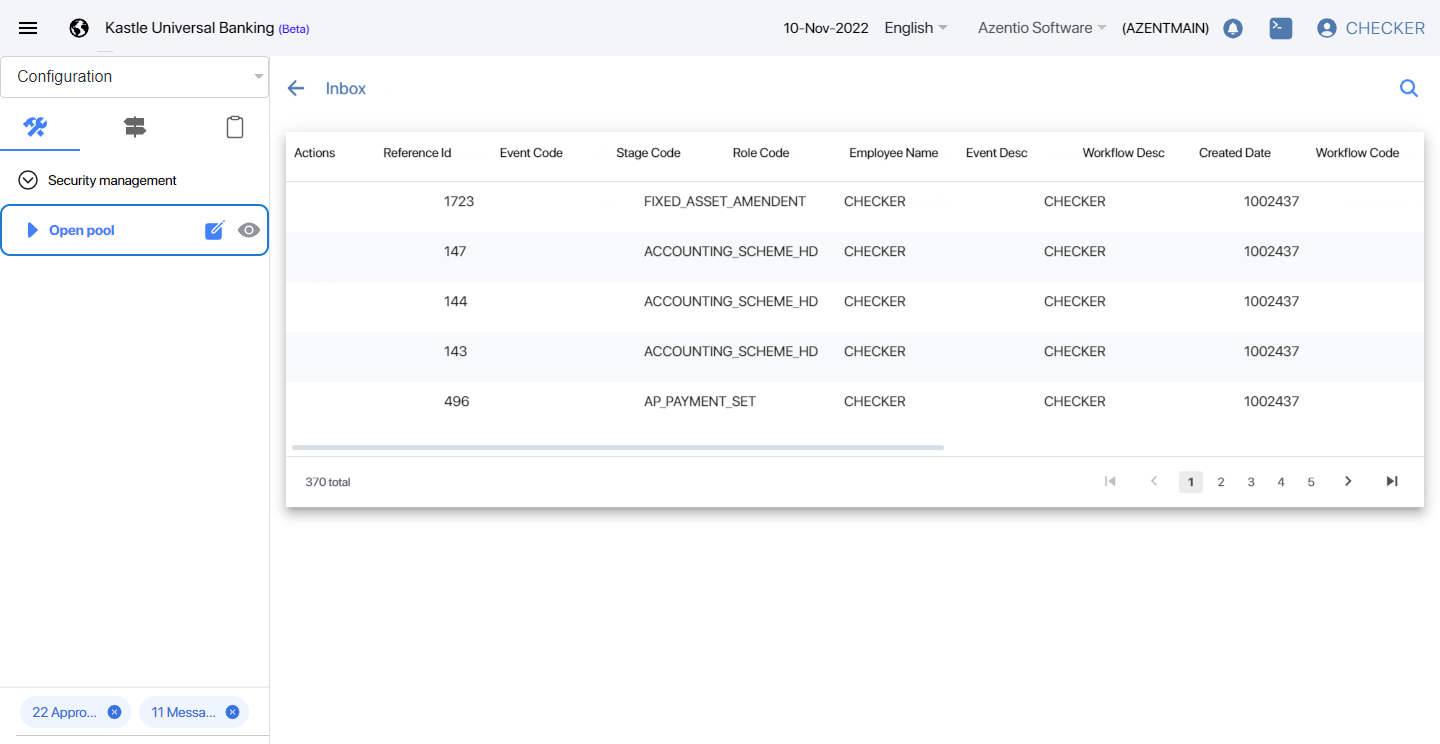 Kastle Universal Banking (Beta)
10-Nov-2022 English Azentio Software (AZENTMAIN) CHECKER
Configuration
Inbox
Security management
Open pool
Actions Reference Id Event Code Stage Code Role Code Employee Name Event Desc Workflow Desc Created Date Workflow Code
1723 FIXED_ASSET_AMENDENT CHECKER CHECKER 1002437
147 ACCOUNTING_SCHEME_HD CHECKER CHECKER 1002437
144 ACCOUNTING_SCHEME_HD CHECKER CHECKER 1002437
143 ACCOUNTING_SCHEME_HD CHECKER CHECKER 1002437
496 AP_PAYMENT_SET CHECKER CHECKER 1002437
370 total 1 2 3 4 5
22 Appro... 11 Messa...